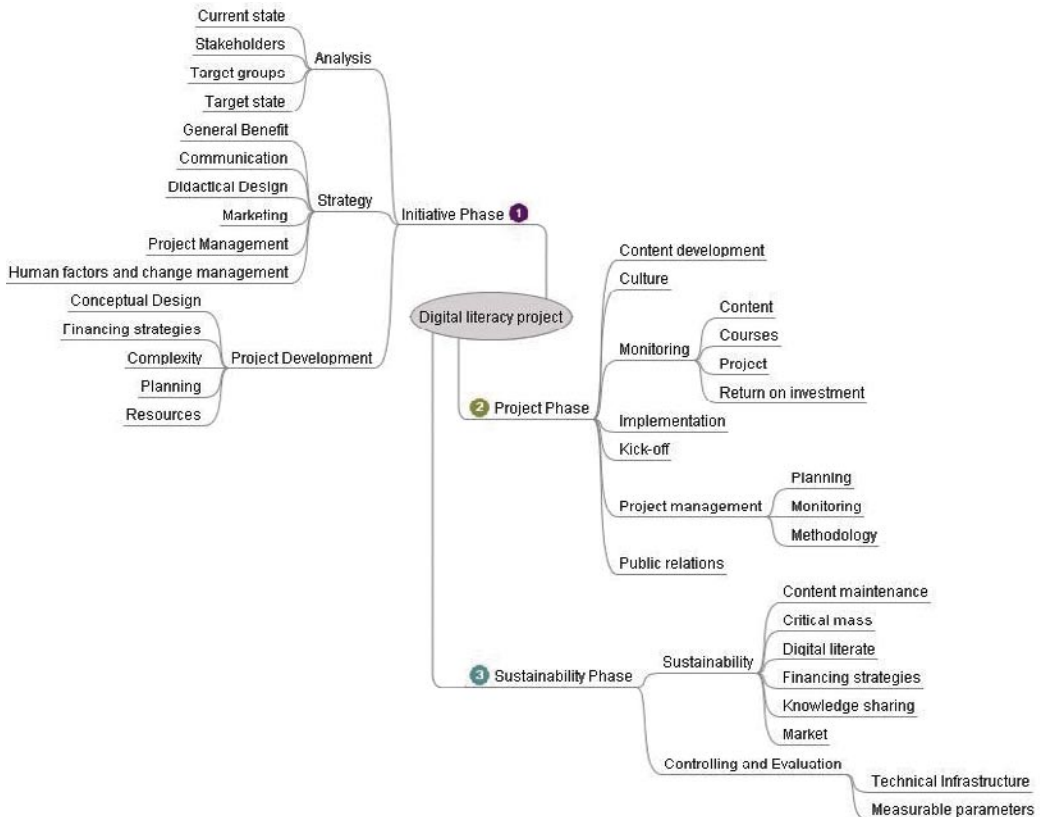 Digital literacy project
1
Initiative Phase
Analysis
Current state
Stakeholders
Target groups
Target state
Strategy
General Benefit
Communication
Didactical Design
Marketing
Project Management
Human factors and change management
Project Development
Conceptual Design
Financing strategies
Complexity
Planning
Resources
2
Project Phase
Content development
Culture
Monitoring
Content
Courses
Project
Return on investment
Implementation
Kick-off
Project management
Planning
Monitoring
Methodology
Public relations
3
Sustainability Phase
Sustainability
Content maintenance
Critical mass
Digital literate
Financing strategies
Knowledge sharing
Market
Controlling and Evaluation
Technical Infrastructure
Measurable parameters